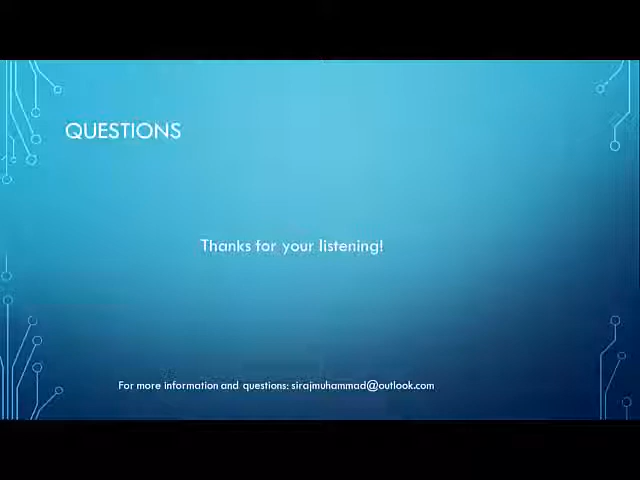 QUESTIONS
Thanks for your listening!
For more information and questions: sirajmuhammad@outlook.com